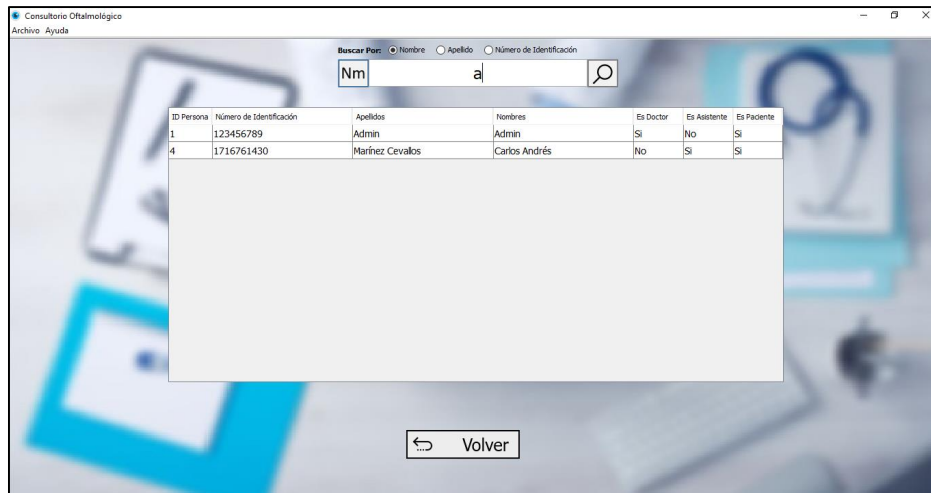 Consultorio Oftalmológico
Archivo Ayuda
Buscar Por: Nombre Apellido Número de Identificación
Nm a
ID Persona Número de Identificación Apellidos Nombres Es Doctor Es Asistente Es Paciente
1 123456789 Admin Admin Si No Si
4 1716761430 Marínez Cevallos Carlos Andrés No Si Si
Volver